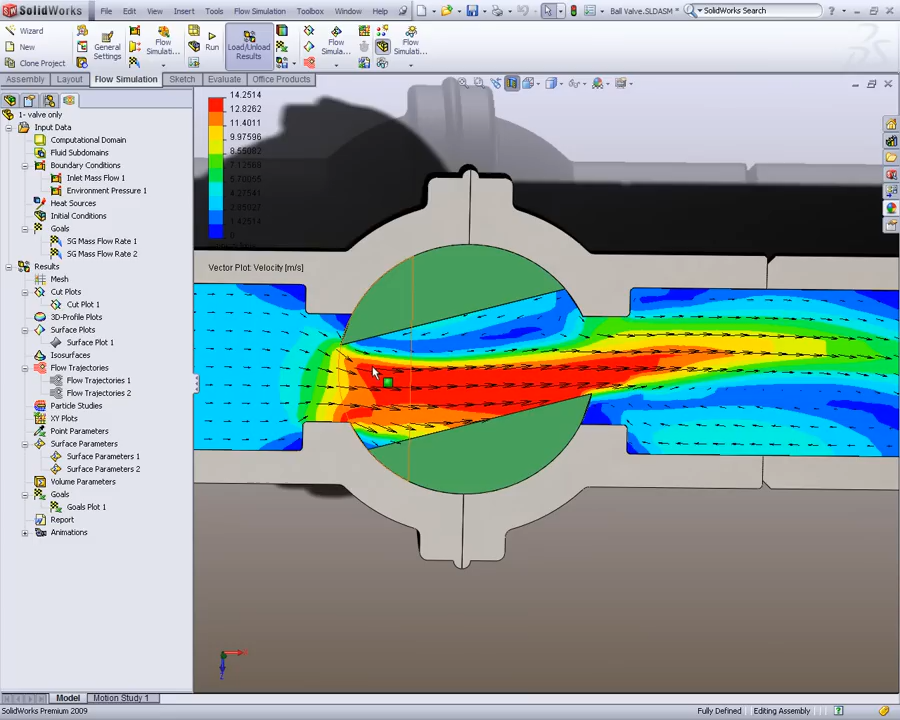 SolidWorks File Edit View Insert Tools Flow Simulation Toolbox Window Help Ball Valve.SLDASM * SolidWorks Search
Wizard
New
Clone Project
General Settings
Flow Simulati...
Run
Load/Unload Results
Flow Simula...
Flow Simulati...
Assembly Layout Flow Simulation Sketch Evaluate Office Products
1- valve only
Input Data
Computational Domain
Fluid Subdomains
Boundary Conditions
Inlet Mass Flow 1
Environment Pressure 1
Heat Sources
Initial Conditions
Goals
SG Mass Flow Rate 1
SG Mass Flow Rate 2
Results
Mesh
Cut Plots
Cut Plot 1
3D-Profile Plots
Surface Plots
Surface Plot 1
Isosurfaces
Flow Trajectories
Flow Trajectories 1
Flow Trajectories 2
Particle Studies
XY Plots
Point Parameters
Surface Parameters
Surface Parameters 1
Surface Parameters 2
Volume Parameters
Goals
Goals Plot 1
Report
Animations
14.2514
12.8262
11.4011
9.97596
8.55082
7.12568
5.70055
4.27541
2.85027
1.42514
0
Vector Plot: Velocity [m/s]
Model Motion Study 1
SolidWorks Premium 2009 Fully Defined Editing Assembly